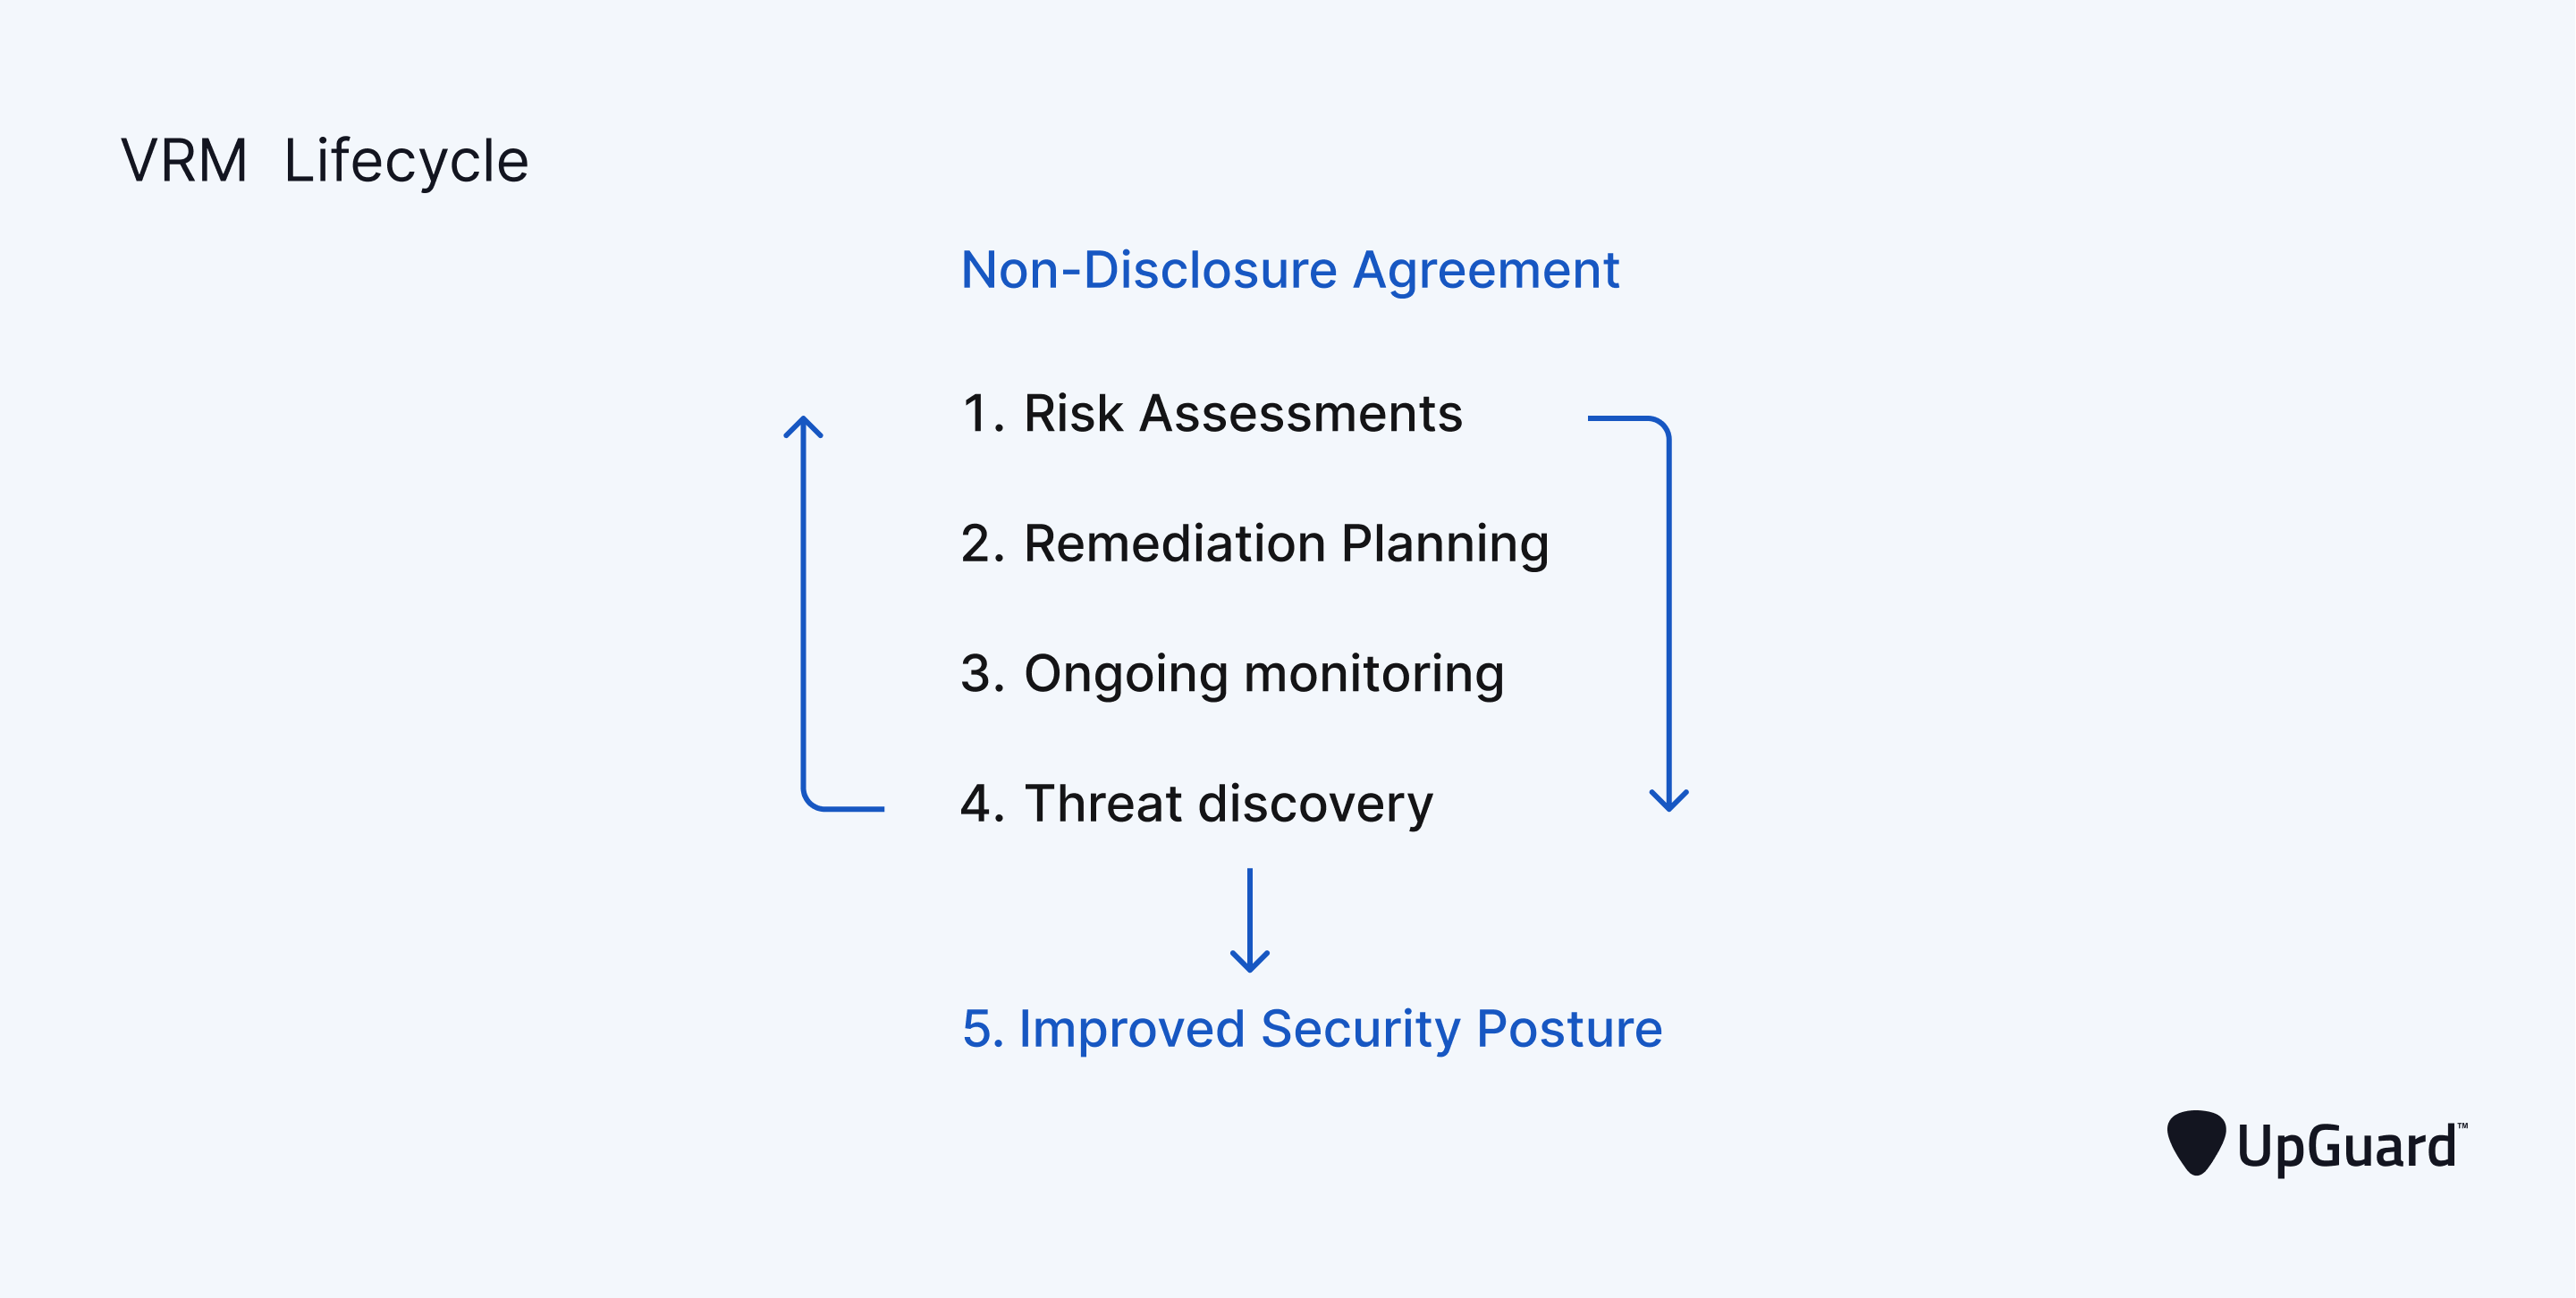 VRM Lifecycle
Non-Disclosure Agreement
1. Risk Assessments
2. Remediation Planning
3. Ongoing monitoring
4. Threat discovery
5. Improved Security Posture
UpGuard™